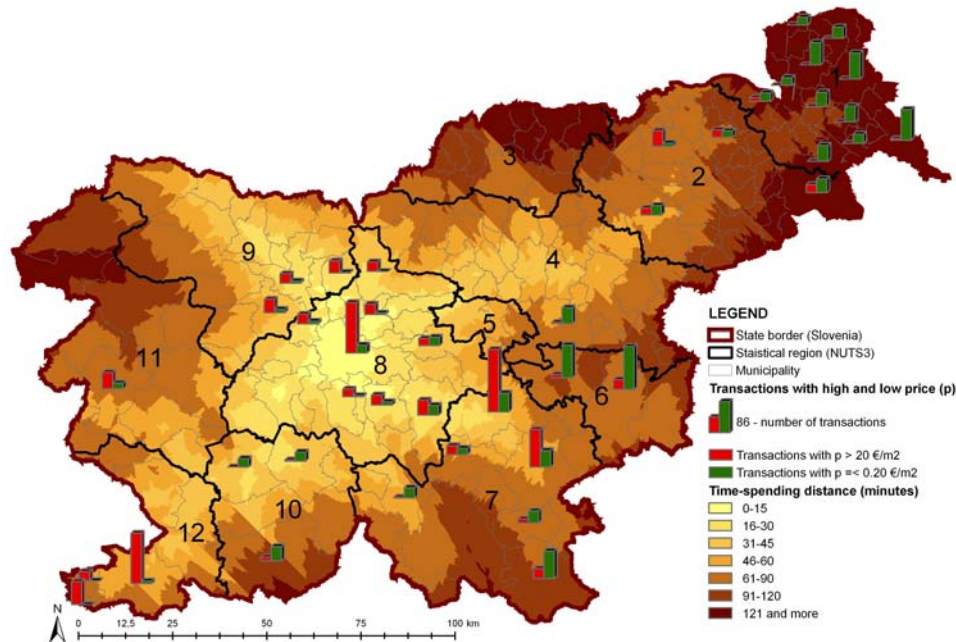 1
3
2
9
4
5
11
8
6
7
10
12
LEGEND
State border (Slovenia)
Staistical region (NUTS3)
Municipality
Transactions with high and low price (p)
86 - number of transactions
Transactions with p > 20 €/m2
Transactions with p =< 0.20 €/m2
Time-spending distance (minutes)
0-15
16-30
31-45
46-60
61-90
91-120
121 and more
N
0 12,5 25 50 75 100 km